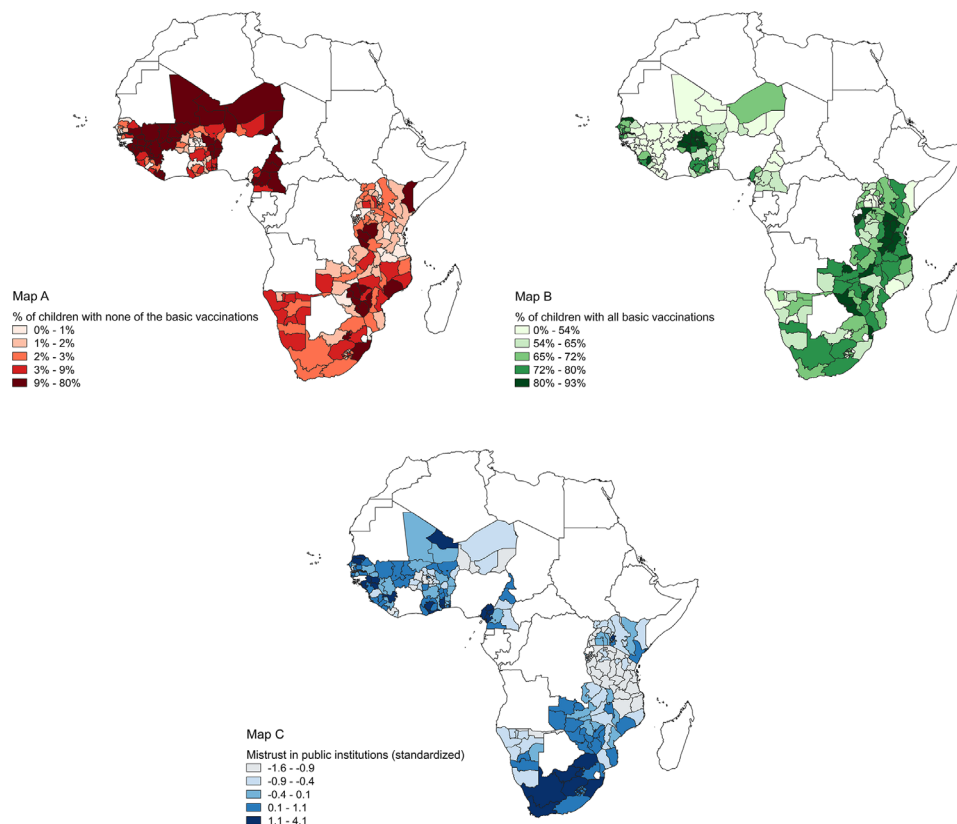 Map A
% of children with none of the basic vaccinations
0% - 1%
1% - 2%
2% - 3%
3% - 9%
9% - 80%
Map B
% of children with all basic vaccinations
0% - 54%
54% - 65%
65% - 72%
72% - 80%
80% - 93%
Map C
Mistrust in public institutions (standardized)
-1.6 - -0.9
-0.9 - -0.4
-0.4 - 0.1
0.1 - 1.1
1.1 - 4.1